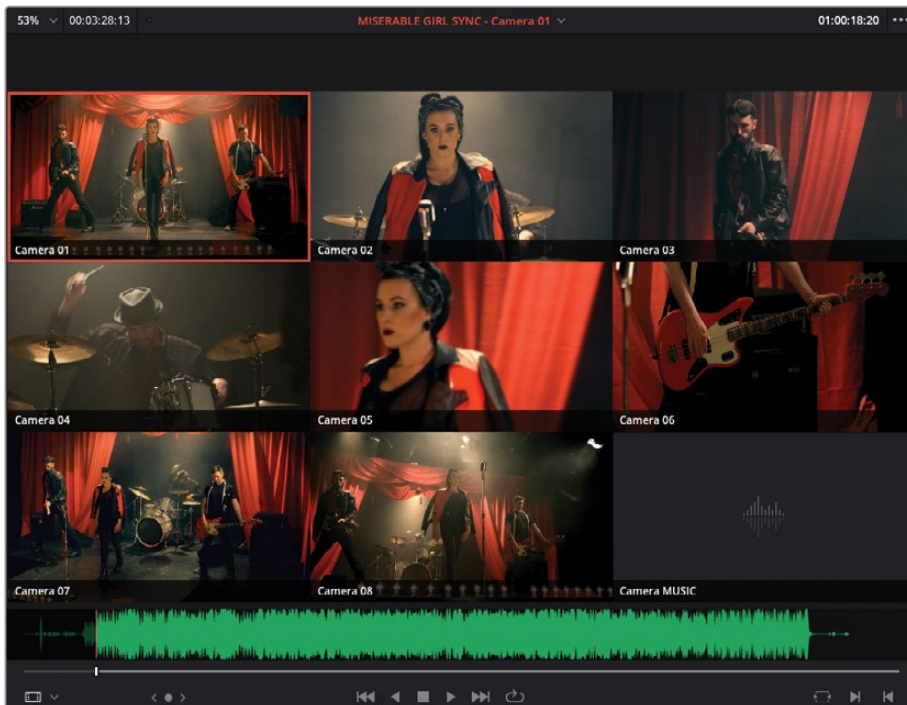 53% 00:03:28:13 MISERABLE GIRL SYNC - Camera 01 01:00:18:20
Camera 01 Camera 02 Camera 03
Camera 04 Camera 05 Camera 06
Camera 07 Camera 08 Camera MUSIC